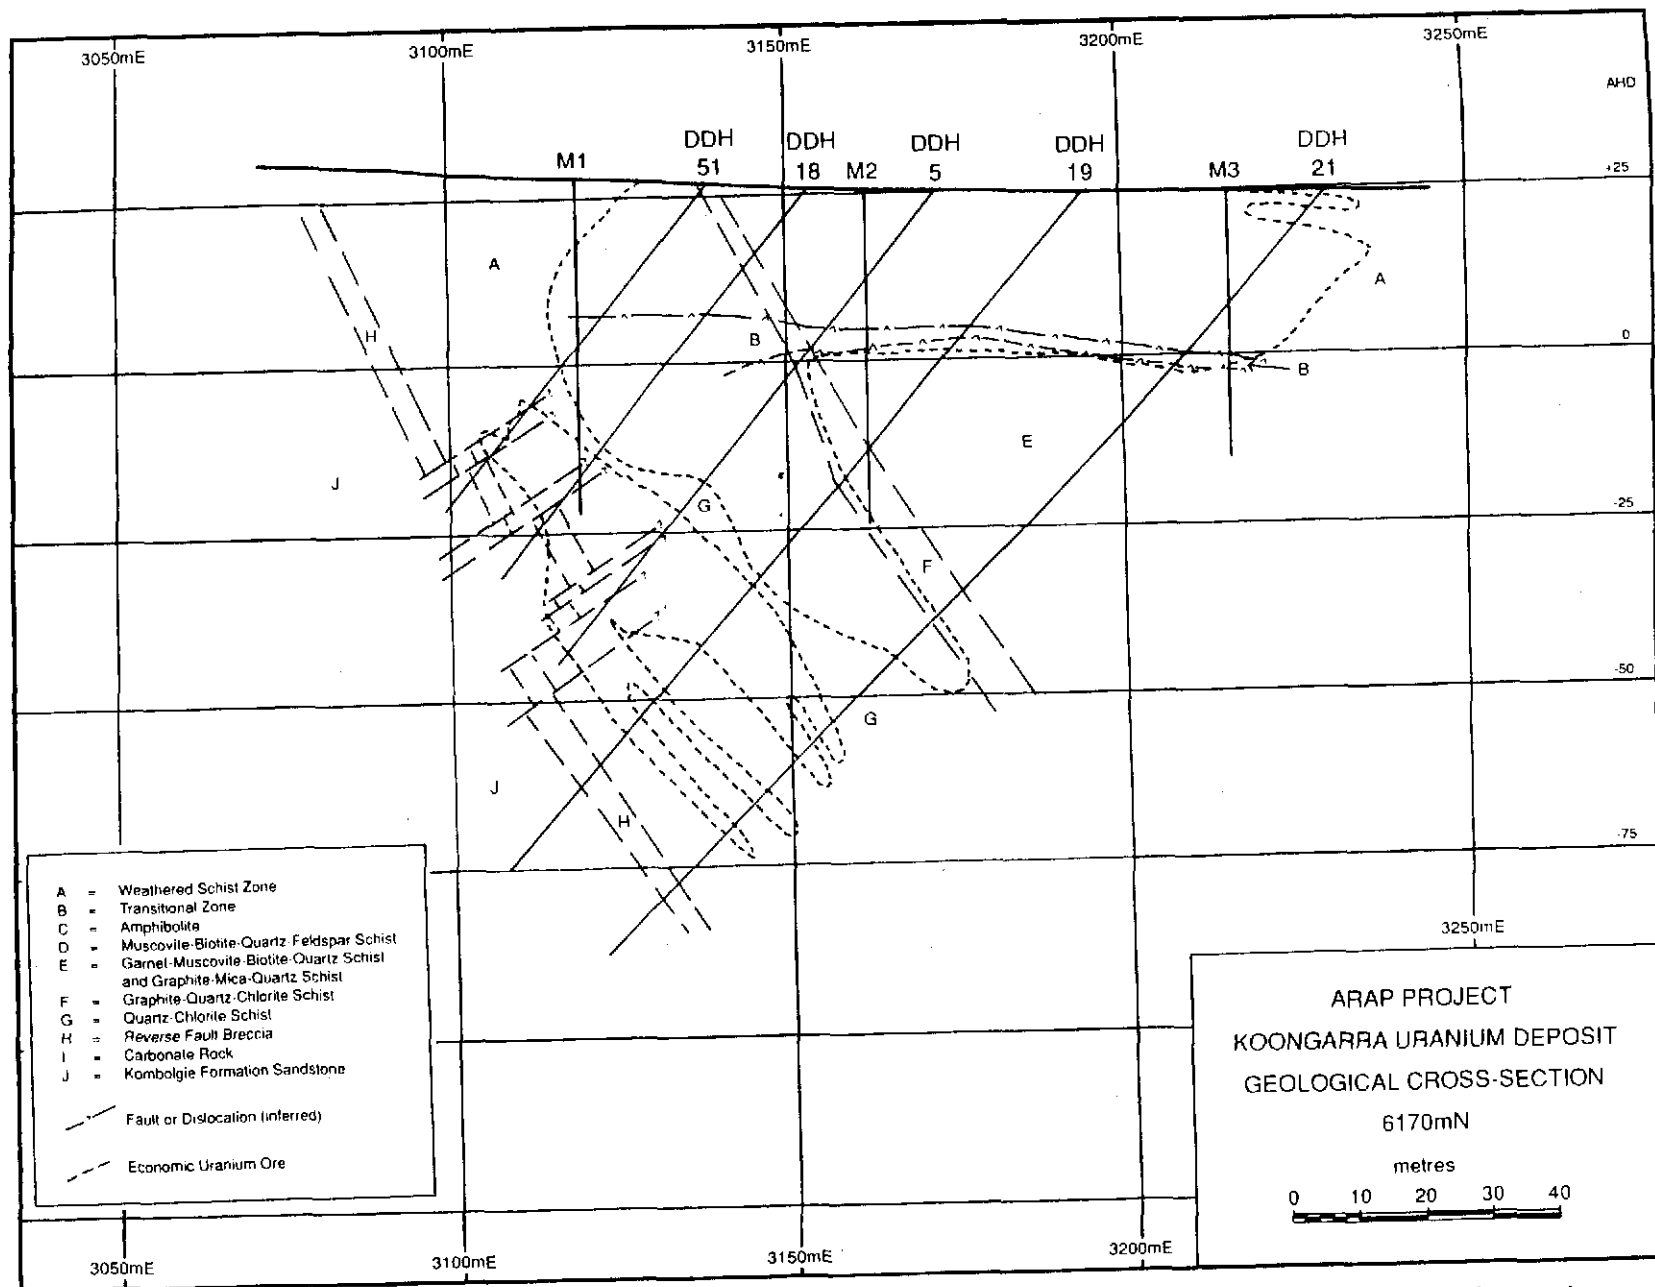 3050mE 3100mE 3150mE 3200mE 3250mE
AHD
M1 DDH 51 DDH 18 M2 DDH 5 DDH 19 M3 DDH 21
+25
A
A
H
B
0
B
E
J
G
-25
F
-50
G
J
H
-75
A = Weathered Schist Zone
B = Transitional Zone
C = Amphibolite
D = Muscovite-Biotite-Quartz-Feldspar Schist
E = Garnet-Muscovite-Biotite-Quartz Schist
and Graphite-Mica-Quartz Schist
F = Graphite-Quartz-Chlorite Schist
G = Quartz-Chlorite Schist
H = Reverse Fault Breccia
I = Carbonate Rock
J = Kombolgie Formation Sandstone
Fault or Dislocation (inferred)
Economic Uranium Ore
3250mE
ARAP PROJECT
KOONGARRA URANIUM DEPOSIT
GEOLOGICAL CROSS-SECTION
6170mN
metres
0 10 20 30 40
3050mE 3100mE 3150mE 3200mE